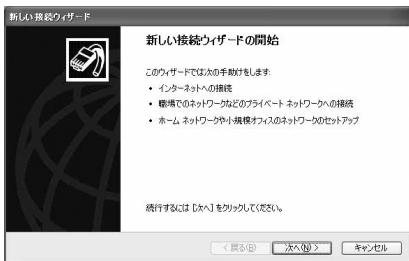 新しい接続ウィザード
新しい接続ウィザードの開始
このウィザードでは次の手助けをします:
• インターネットへの接続
• 職場でのネットワークなどのプライベート ネットワークへの接続
• ホーム ネットワークや小規模オフィスのネットワークのセットアップ
続行するには [次へ] をクリックしてください。
< 戻る(B)
次へ(N) >
キャンセル